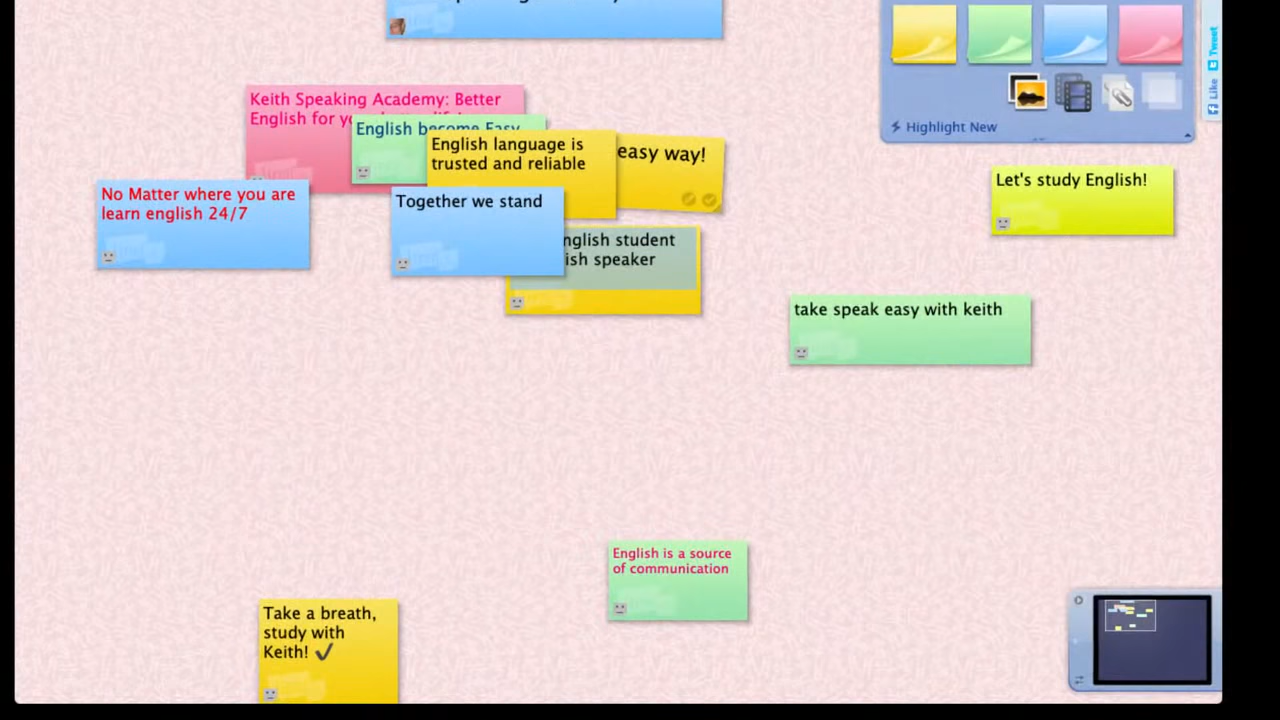 Keith Speaking Academy: Better
English for
English become Easy
English language is
trusted and reliable
easy way!
No Matter where you are
learn english 24/7
Together we stand
student
speaker
Let's study English!
take speak easy with keith
English is a source
of communication
Take a breath,
study with
Keith! ✓
Highlight New
Tweet
Like